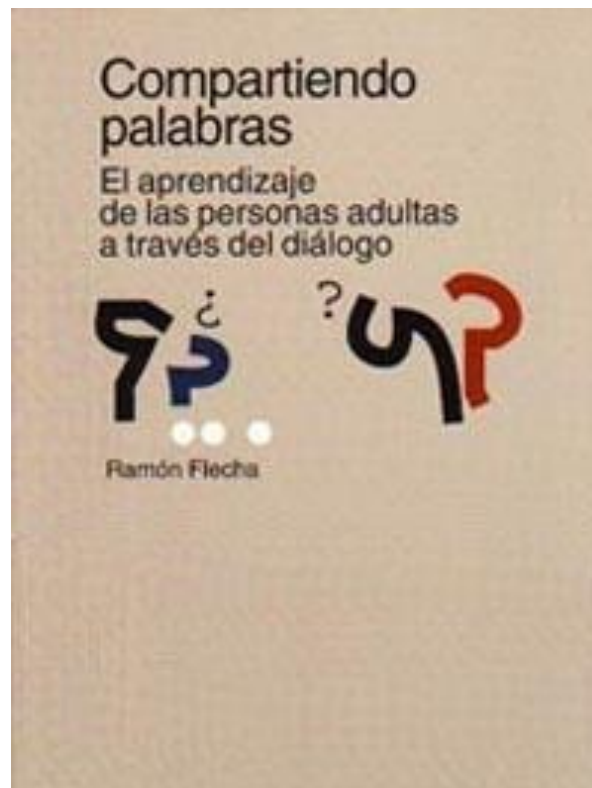 Compartiendo
palabras
El aprendizaje
de las personas adultas
a través del diálogo
¿
?
Ramón Flecha